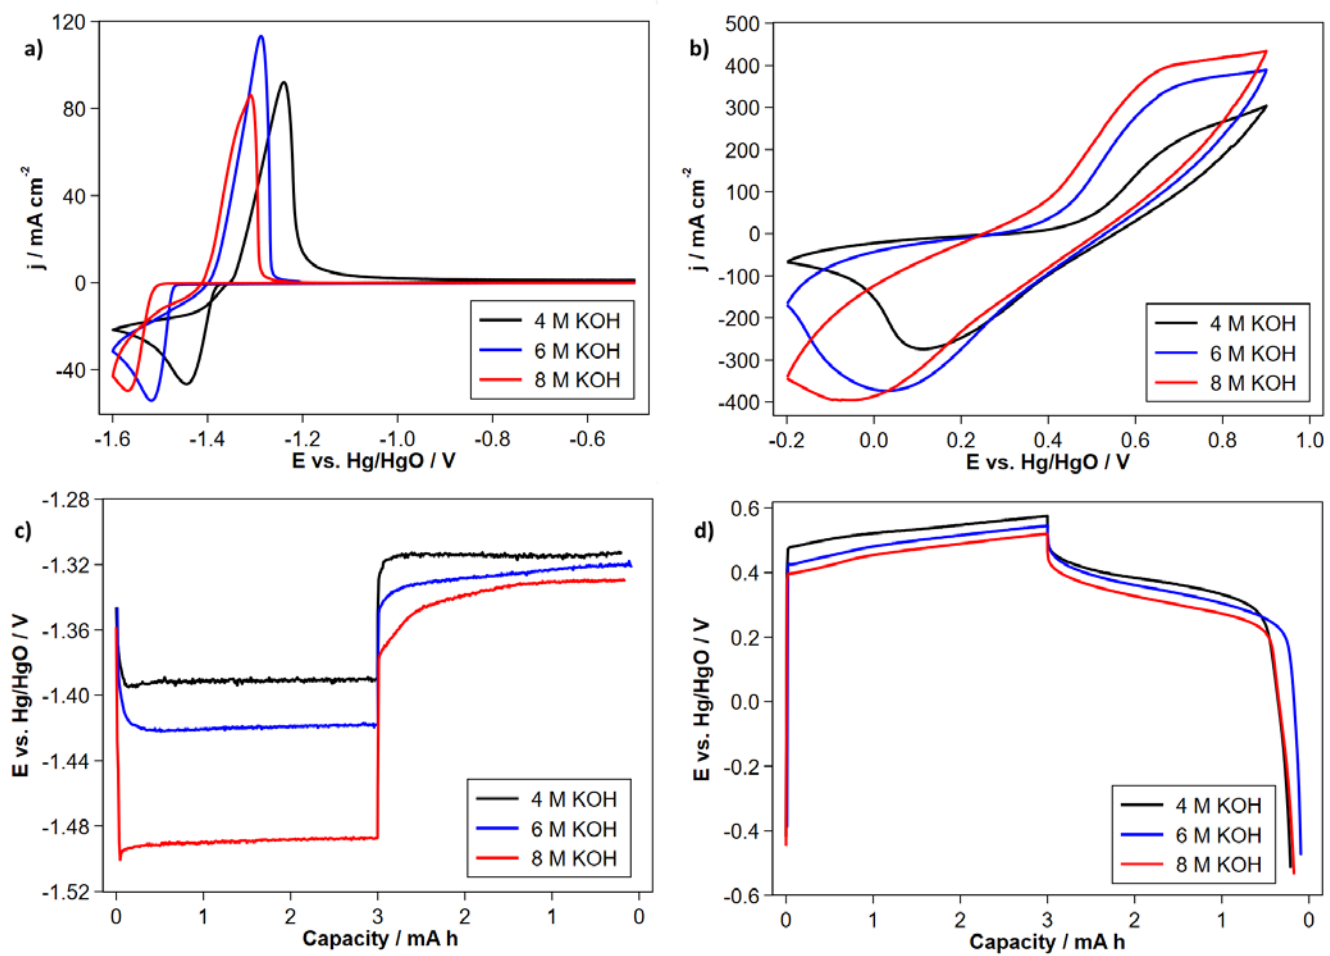 a)
120
80
40
0
-40
j / mA cm-2
4 M KOH
6 M KOH
8 M KOH
-1.6 -1.4 -1.2 -1.0 -0.8 -0.6
E vs. Hg/HgO / V
b)
500
400
300
200
100
0
-100
-200
-300
-400
j / mA cm-2
4 M KOH
6 M KOH
8 M KOH
-0.2 0.0 0.2 0.4 0.6 0.8 1.0
E vs. Hg/HgO / V
c)
-1.28
-1.32
-1.36
-1.40
-1.44
-1.48
-1.52
E vs. Hg/HgO / V
4 M KOH
6 M KOH
8 M KOH
0 1 2 3 2 1 0
Capacity / mA h
d)
0.6
0.4
0.2
0.0
-0.2
-0.4
-0.6
E vs. Hg/HgO / V
4 M KOH
6 M KOH
8 M KOH
0 1 2 3 2 1 0
Capacity / mA h